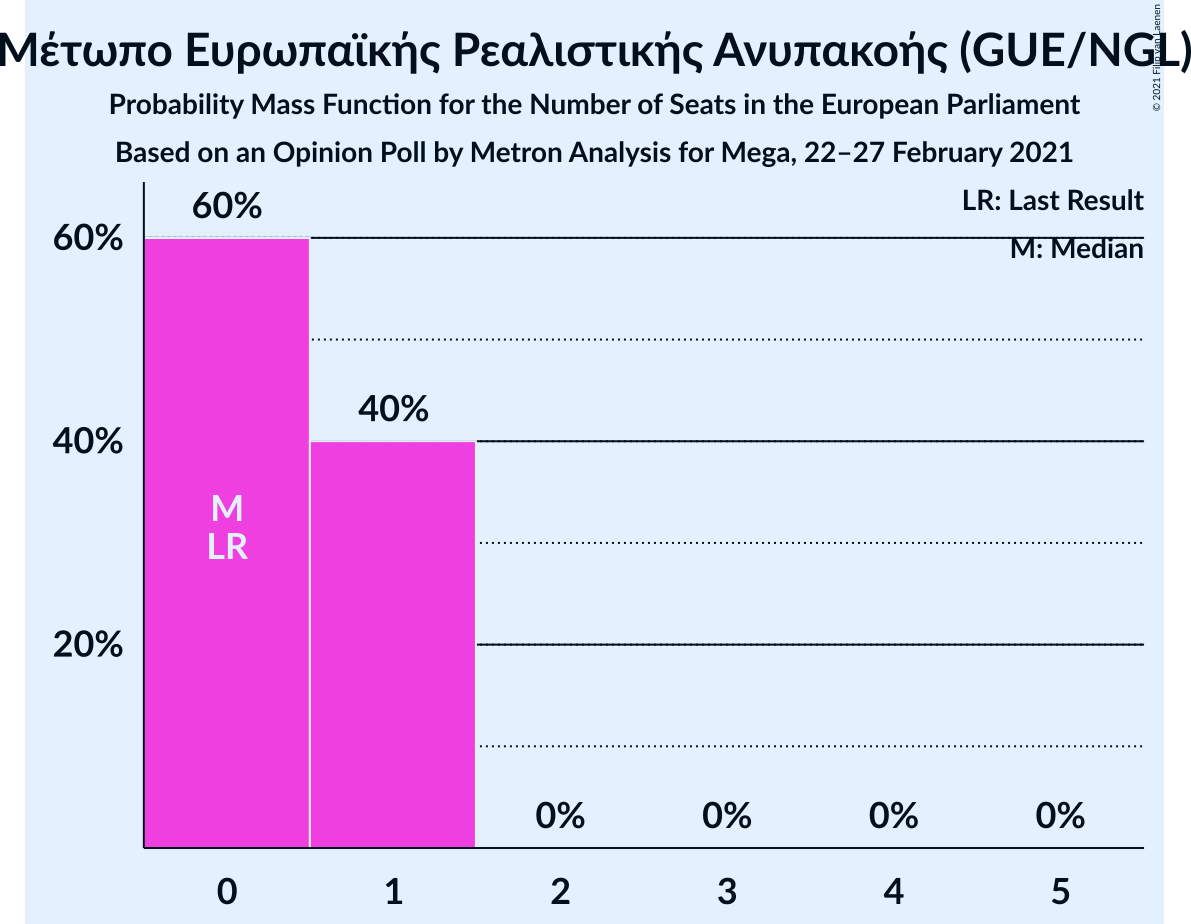 Μέτωπο Ευρωπαϊκής Ρεαλιστικής Ανυπακοής (GUE/NGL)
© 2021 Filip van Laenen
Probability Mass Function for the Number of Seats in the European Parliament
Based on an Opinion Poll by Metron Analysis for Mega, 22–27 February 2021
LR: Last Result
M: Median
60%
60%
40%
40%
M
LR
20%
0% 0% 0% 0%
0 1 2 3 4 5